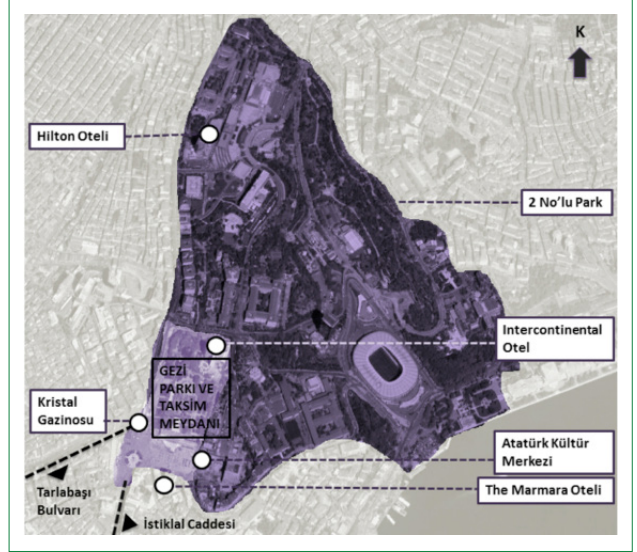 K
Hilton Oteli
2 No'lu Park
Intercontinental
Otel
GEZİ
PARKI VE
TAKSİM
MEYDANI
Kristal
Gazinosu
Atatürk Kültür
Merkezi
The Marmara Oteli
Tarlabaşı
Bulvarı
İstiklal Caddesi